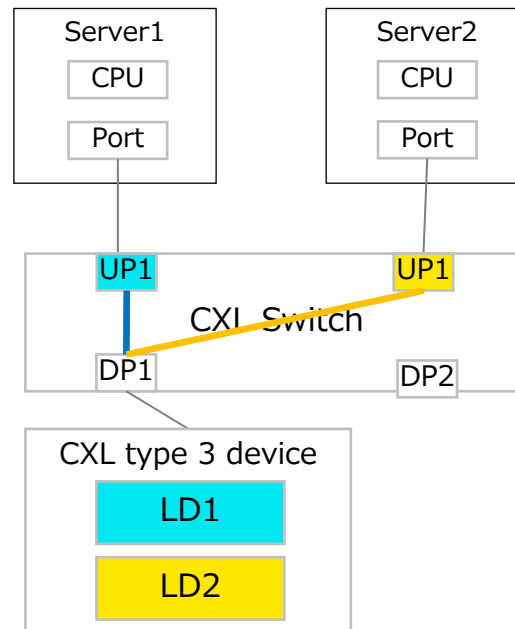 Server1
CPU
Port
Server2
CPU
Port
UP1
UP1
CXL Switch
DP1
DP2
CXL type 3 device
LD1
LD2